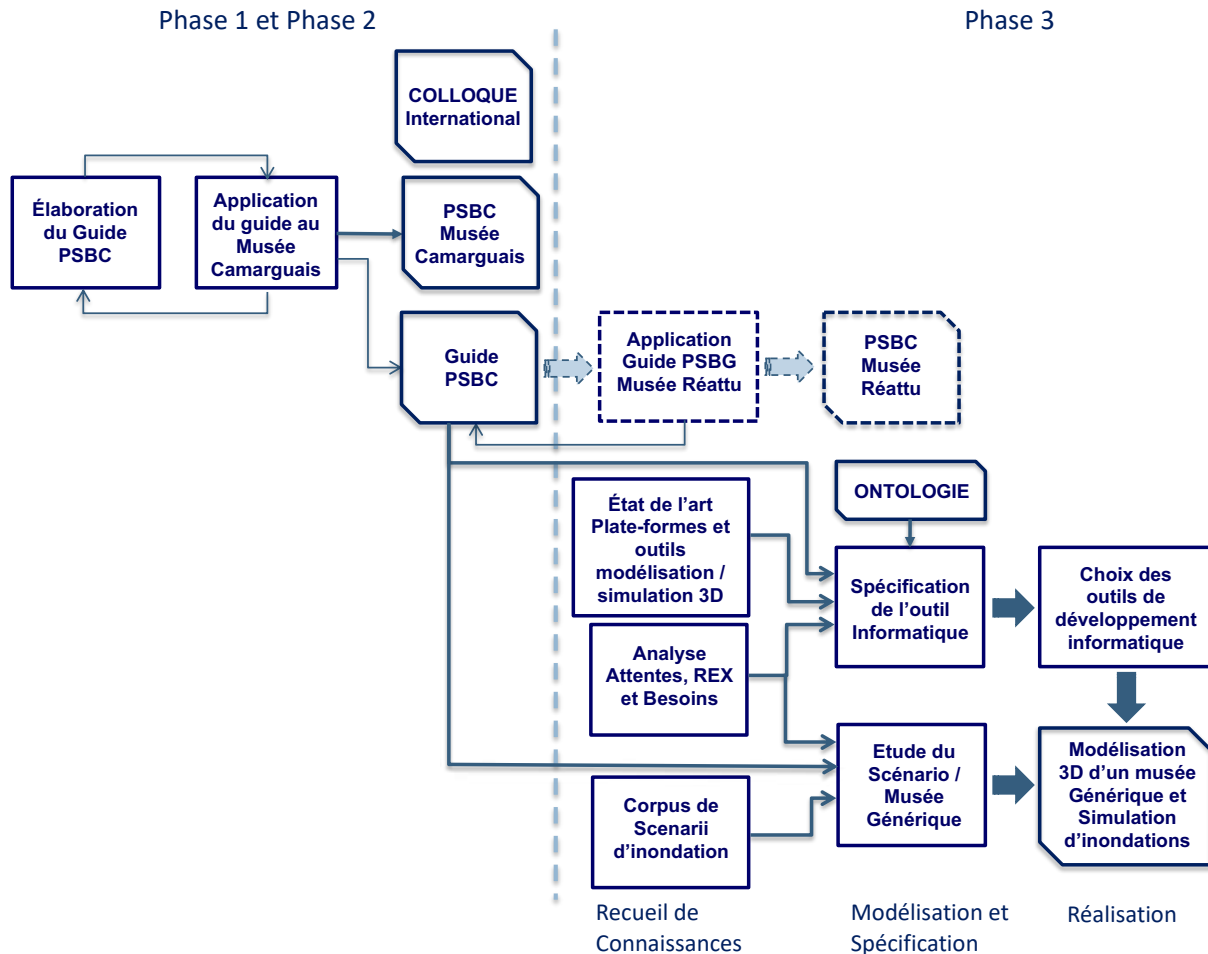 Phase 1 et Phase 2
Phase 3
COLLOQUE
International
Élaboration
du Guide
PSBC
Application
du guide au
Musée
Camarguais
PSBC
Musée
Camarguais
Guide
PSBC
Application
Guide PSBG
Musée Réattu
PSBC
Musée
Réattu
ONTOLOGIE
État de l’art
Plate-formes et
outils
modélisation /
simulation 3D
Spécification
de l’outil
Informatique
Choix des
outils de
développement
informatique
Analyse
Attentes, REX
et Besoins
Etude du
Scénario /
Musée
Générique
Modélisation
3D d’un musée
Générique et
Simulation
d’inondations
Corpus de
Scenarii
d’inondation
Recueil de
Connaissances
Modélisation et
Spécification
Réalisation